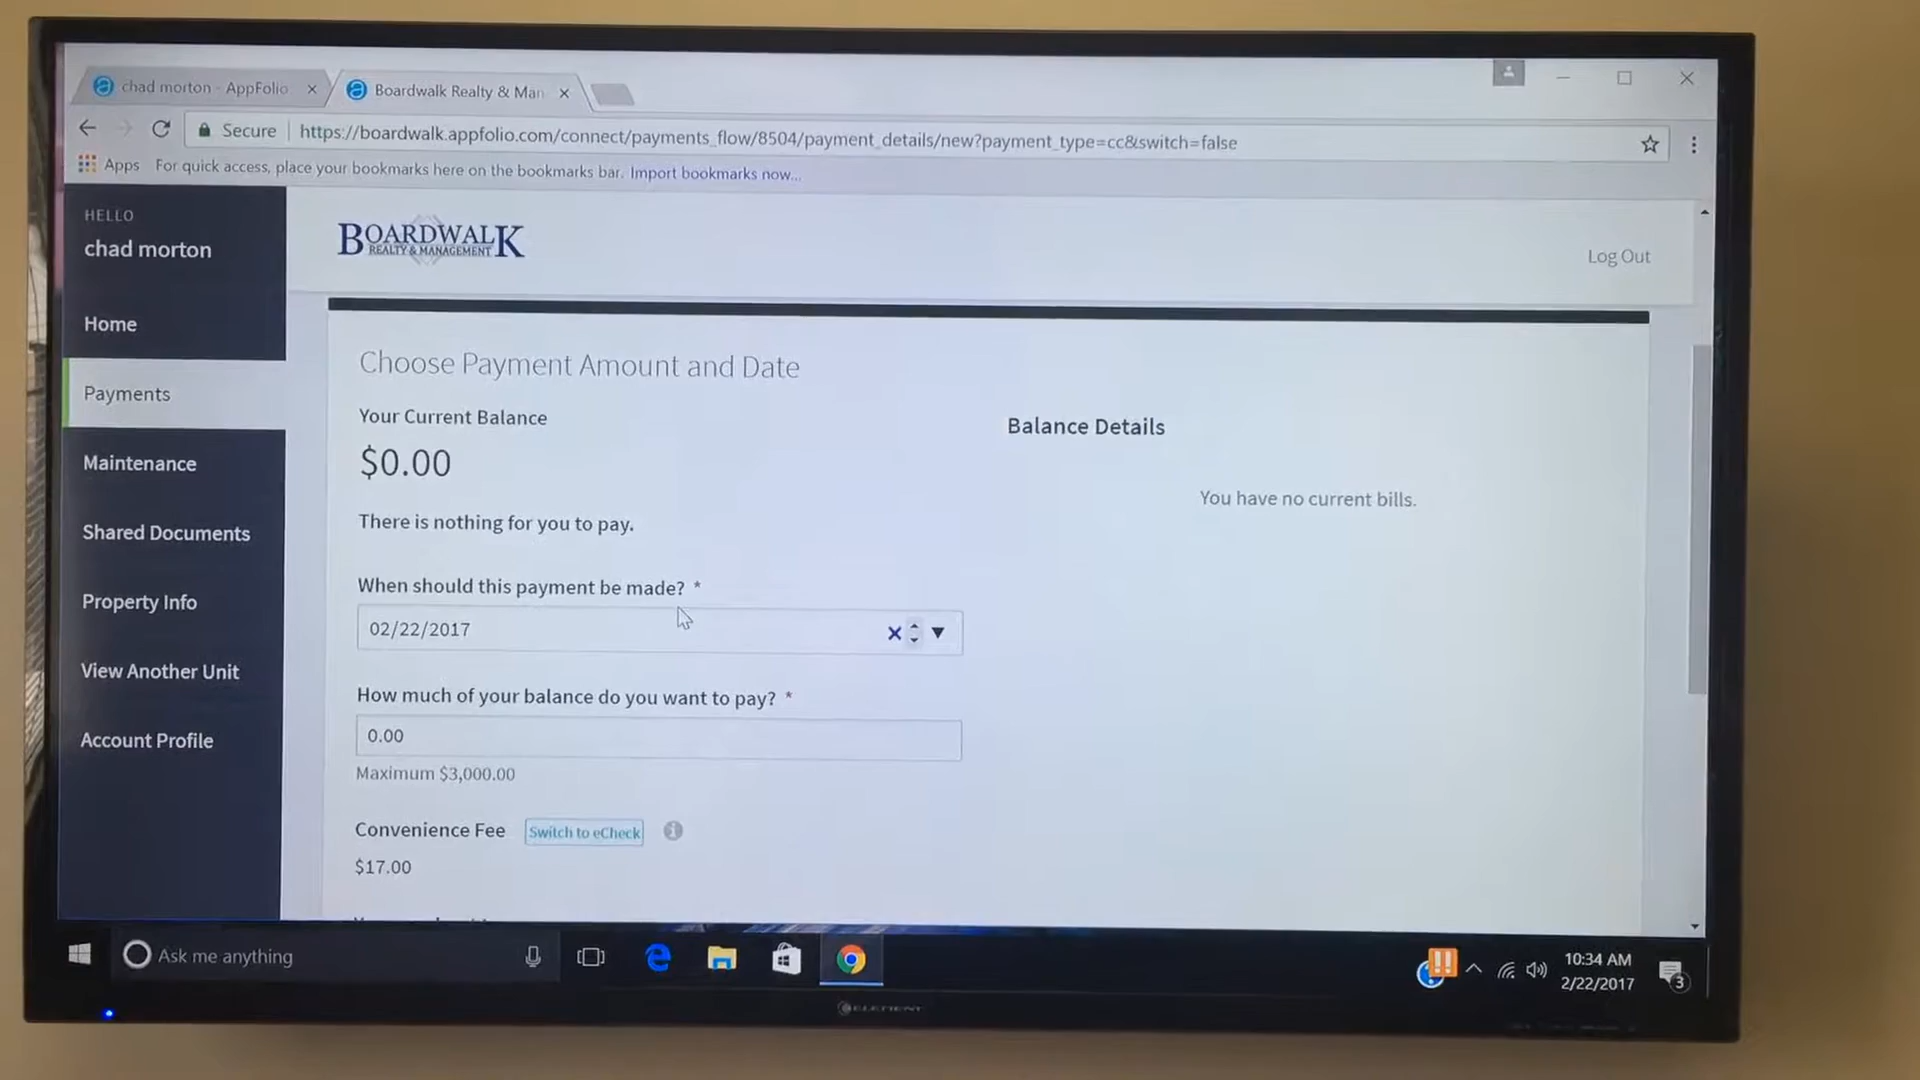 chad morton - AppFolio
Boardwalk Realty & Man
Secure
https://boardwalk.appfolio.com/connect/payments_flow/8504/payment_details/new?payment_type=cc&switch=false
Apps For quick access, place your bookmarks here on the bookmarks bar. Import bookmarks now...
HELLO
chad morton
Home
Payments
Maintenance
Shared Documents
Property Info
View Another Unit
Account Profile
BOARDWALK
REALTY & MANAGEMENT
Log Out
Choose Payment Amount and Date
Your Current Balance
$0.00
There is nothing for you to pay.
When should this payment be made? *
02/22/2017
How much of your balance do you want to pay? *
0.00
Maximum $3,000.00
Convenience Fee Switch to eCheck
$17.00
Balance Details
You have no current bills.
Ask me anything
10:34 AM
2/22/2017
3
ELEMENT